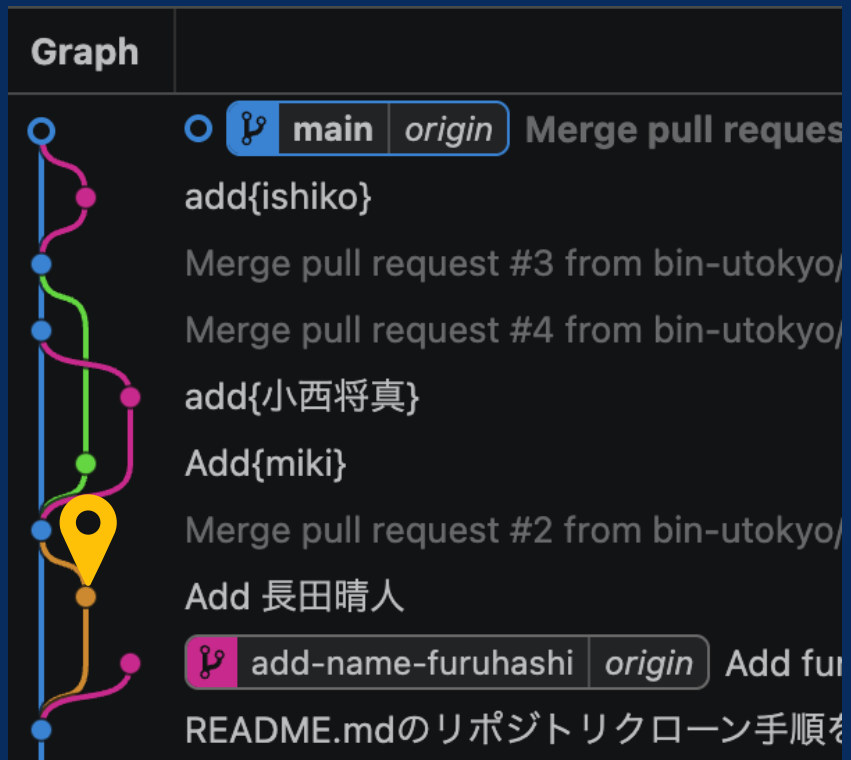 Graph
main origin Merge pull reques
add{ishiko}
Merge pull request #3 from bin-utokyo/
Merge pull request #4 from bin-utokyo/
add{小西将真}
Add{miki}
Merge pull request #2 from bin-utokyo/
Add 長田晴人
add-name-furuhashi origin Add fur
README.mdのリポジトリクローン手順を